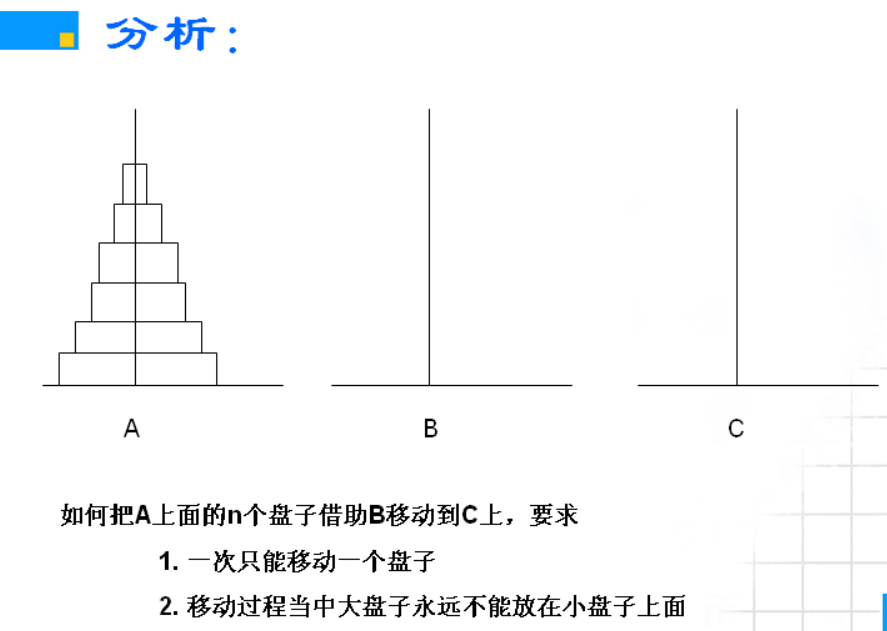 分析：
A
B
C
如何把A上面的n个盘子借助B移动到C上，要求
1. 一次只能移动一个盘子
2. 移动过程当中大盘子永远不能放在小盘子上面